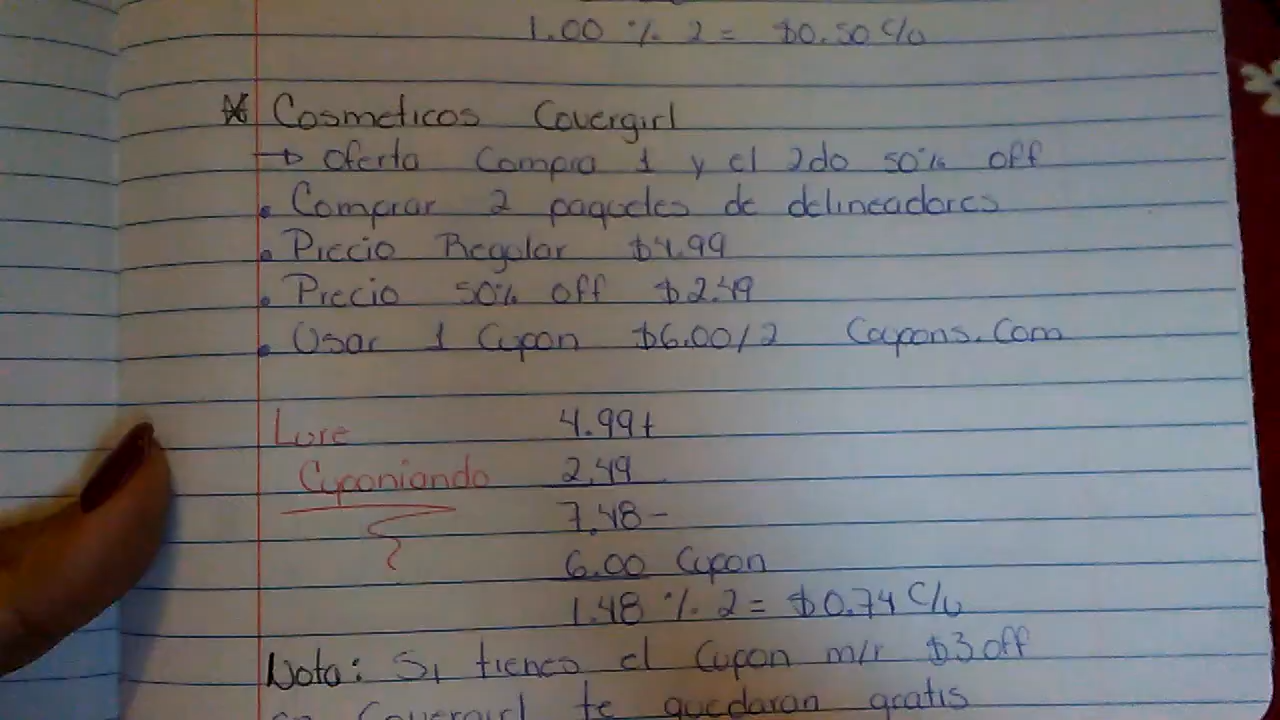 1.00 % 2 = $0.50 c/u
* Cosmeticos Covergirl
→ Oferta Compra 1 y el 2do 50% off
• Comprar 2 paquetes de delineadores
• Precio Regular $4.99
• Precio 50% off $2.49
• Usar 1 Cupon $6.00/2 Coupons.com
Lore 4.99+
Cuponiando 2.49
7.48-
6.00 Cupon
1.48 % 2 = $0.74 c/u
Nota: Si tienes el Cupon m/r $3 off
en Covergirl te quedaran gratis